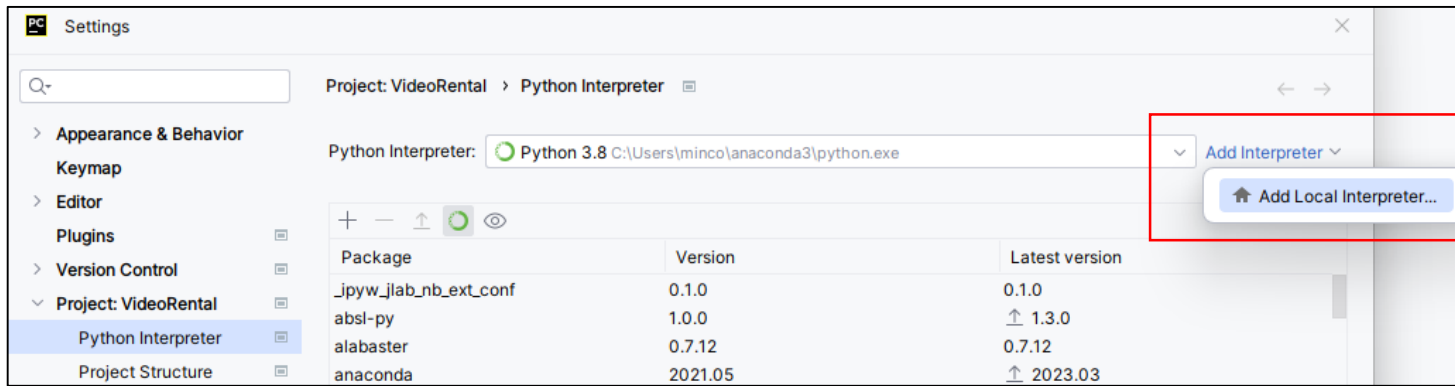 PC Settings
Project: VideoRental › Python Interpreter
Appearance & Behavior
Keymap
Editor
Plugins
Version Control
Project: VideoRental
Python Interpreter
Project Structure
Python Interpreter: Python 3.8 C:\Users\minco\anaconda3\python.exe Add Interpreter
Add Local Interpreter...
Package Version Latest version
_ipyw_jlab_nb_ext_conf 0.1.0 0.1.0
absl-py 1.0.0 1.3.0
alabaster 0.7.12 0.7.12
anaconda 2021.05 2023.03